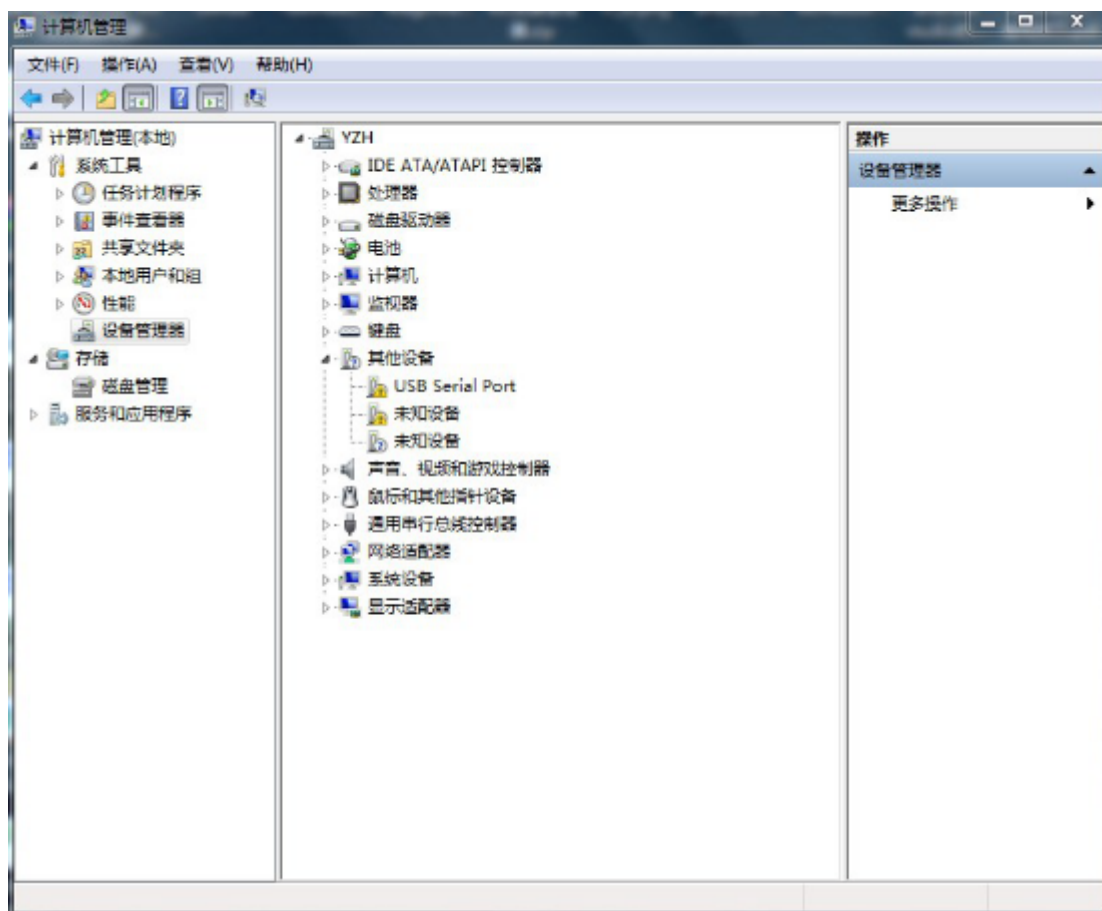 计算机管理
文件(F) 操作(A) 查看(V) 帮助(H)
计算机管理(本地)
系统工具
任务计划程序
事件查看器
共享文件夹
本地用户和组
性能
设备管理器
存储
磁盘管理
服务和应用程序
YZH
IDE ATA/ATAPI 控制器
处理器
磁盘驱动器
电池
计算机
监视器
键盘
其他设备
USB Serial Port
未知设备
未知设备
声音、视频和游戏控制器
鼠标和其他指针设备
通用串行总线控制器
网络适配器
系统设备
显示适配器
操作
设备管理器
更多操作